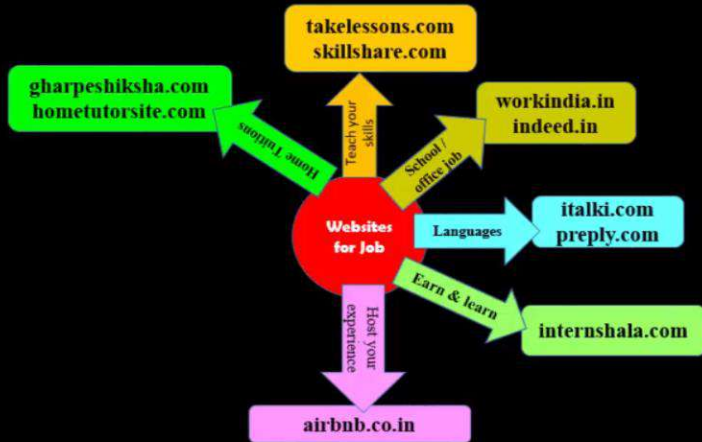 takelessons.com
skillshare.com
gharpeshiksha.com
hometutorsite.com
workindia.in
indeed.in
Home Tuitions
Teach your
skills
School /
office job
Websites
for Job
Languages
italki.com
preply.com
Earn & learn
internshala.com
Host your
experience
airbnb.co.in